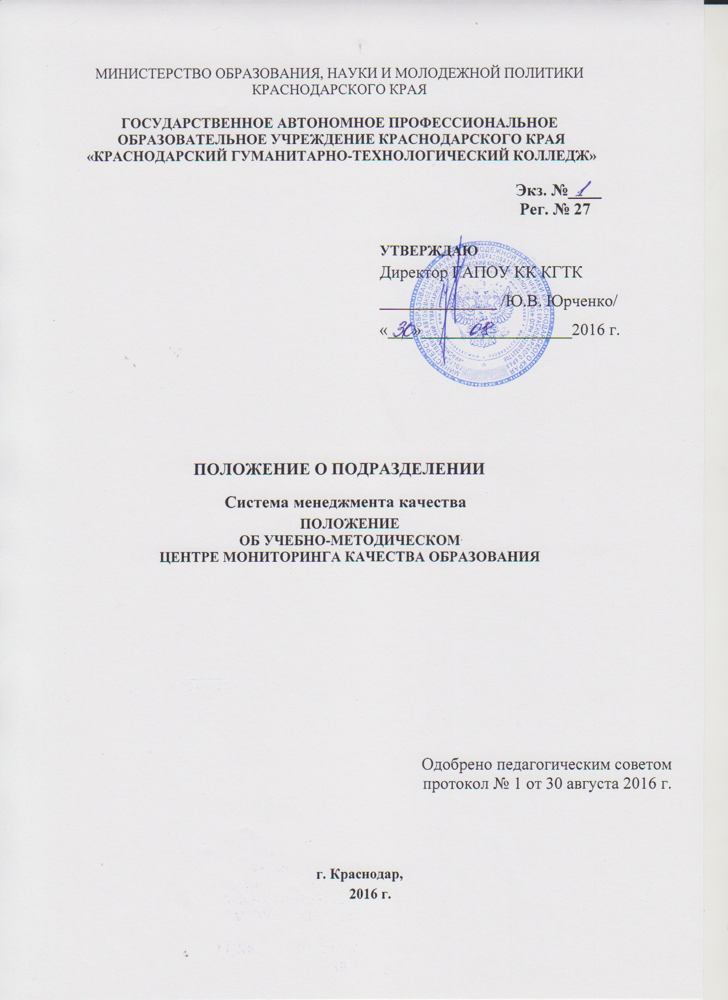 МИНИСТЕРСТВО ОБРАЗОВАНИЯ, НАУКИ И МОЛОДЕЖНОЙ ПОЛИТИКИ
КРАСНОДАРСКОГО КРАЯ
ГОСУДАРСТВЕННОЕ АВТОНОМНОЕ ПРОФЕССИОНАЛЬНОЕ
ОБРАЗОВАТЕЛЬНОЕ УЧРЕЖДЕНИЕ КРАСНОДАРСКОГО КРАЯ
«КРАСНОДАРСКИЙ ГУМАНИТАРНО-ТЕХНОЛОГИЧЕСКИЙ КОЛЛЕДЖ»
Экз. № 1
Рег. № 27
УТВЕРЖДАЮ
Директор ГАПОУ КК КГТК
/Ю.В. Юрченко/
«30» 08 2016 г.
ПОЛОЖЕНИЕ О ПОДРАЗДЕЛЕНИИ
Система менеджмента качества
ПОЛОЖЕНИЕ
ОБ УЧЕБНО-МЕТОДИЧЕСКОМ
ЦЕНТРЕ МОНИТОРИНГА КАЧЕСТВА ОБРАЗОВАНИЯ
Одобрено педагогическим советом
протокол № 1 от 30 августа 2016 г.
г. Краснодар,
2016 г.